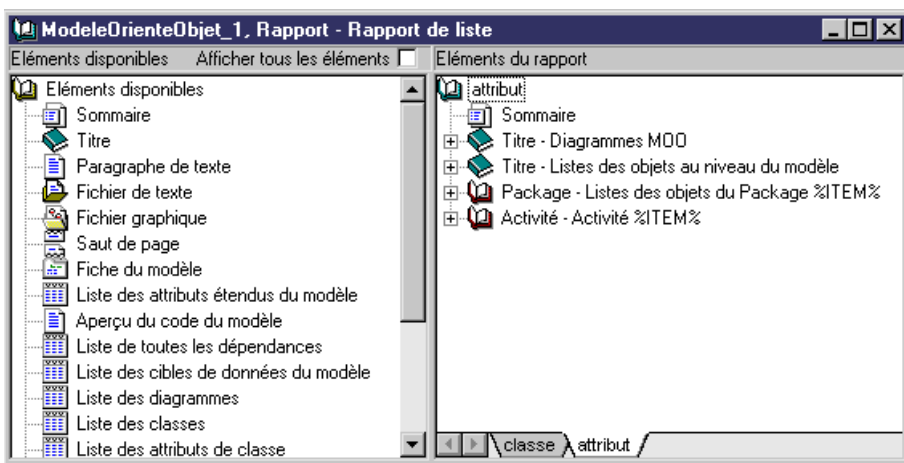 ModeleOrienteObjet_1, Rapport - Rapport de liste
Eléments disponibles Afficher tous les éléments
Eléments disponibles
Sommaire
Titre
Paragraphe de texte
Fichier de texte
Fichier graphique
Saut de page
Fiche du modèle
Liste des attributs étendus du modèle
Aperçu du code du modèle
Liste de toutes les dépendances
Liste des cibles de données du modèle
Liste des diagrammes
Liste des classes
Liste des attributs de classe
Eléments du rapport
attribut
Sommaire
Titre - Diagrammes MOO
Titre - Listes des objets au niveau du modèle
Package - Listes des objets du Package %ITEM%
Activité - Activité %ITEM%
classe attribut